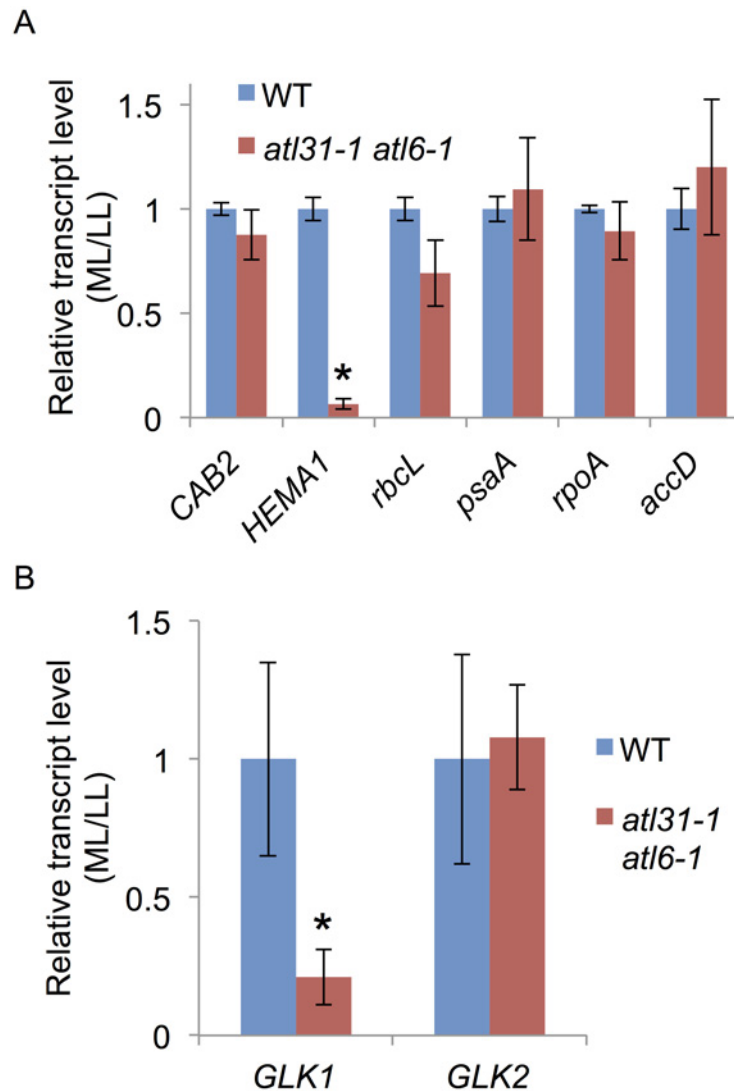 A
Relative transcript level
(ML/LL)
1.5
1
0.5
0
WT
atl31-1 atl6-1
*
CAB2
HEMA1
rbcL
psaA
rpoA
accD
B
Relative transcript level
(ML/LL)
1.5
1
0.5
0
*
WT
atl31-1
atl6-1
GLK1
GLK2